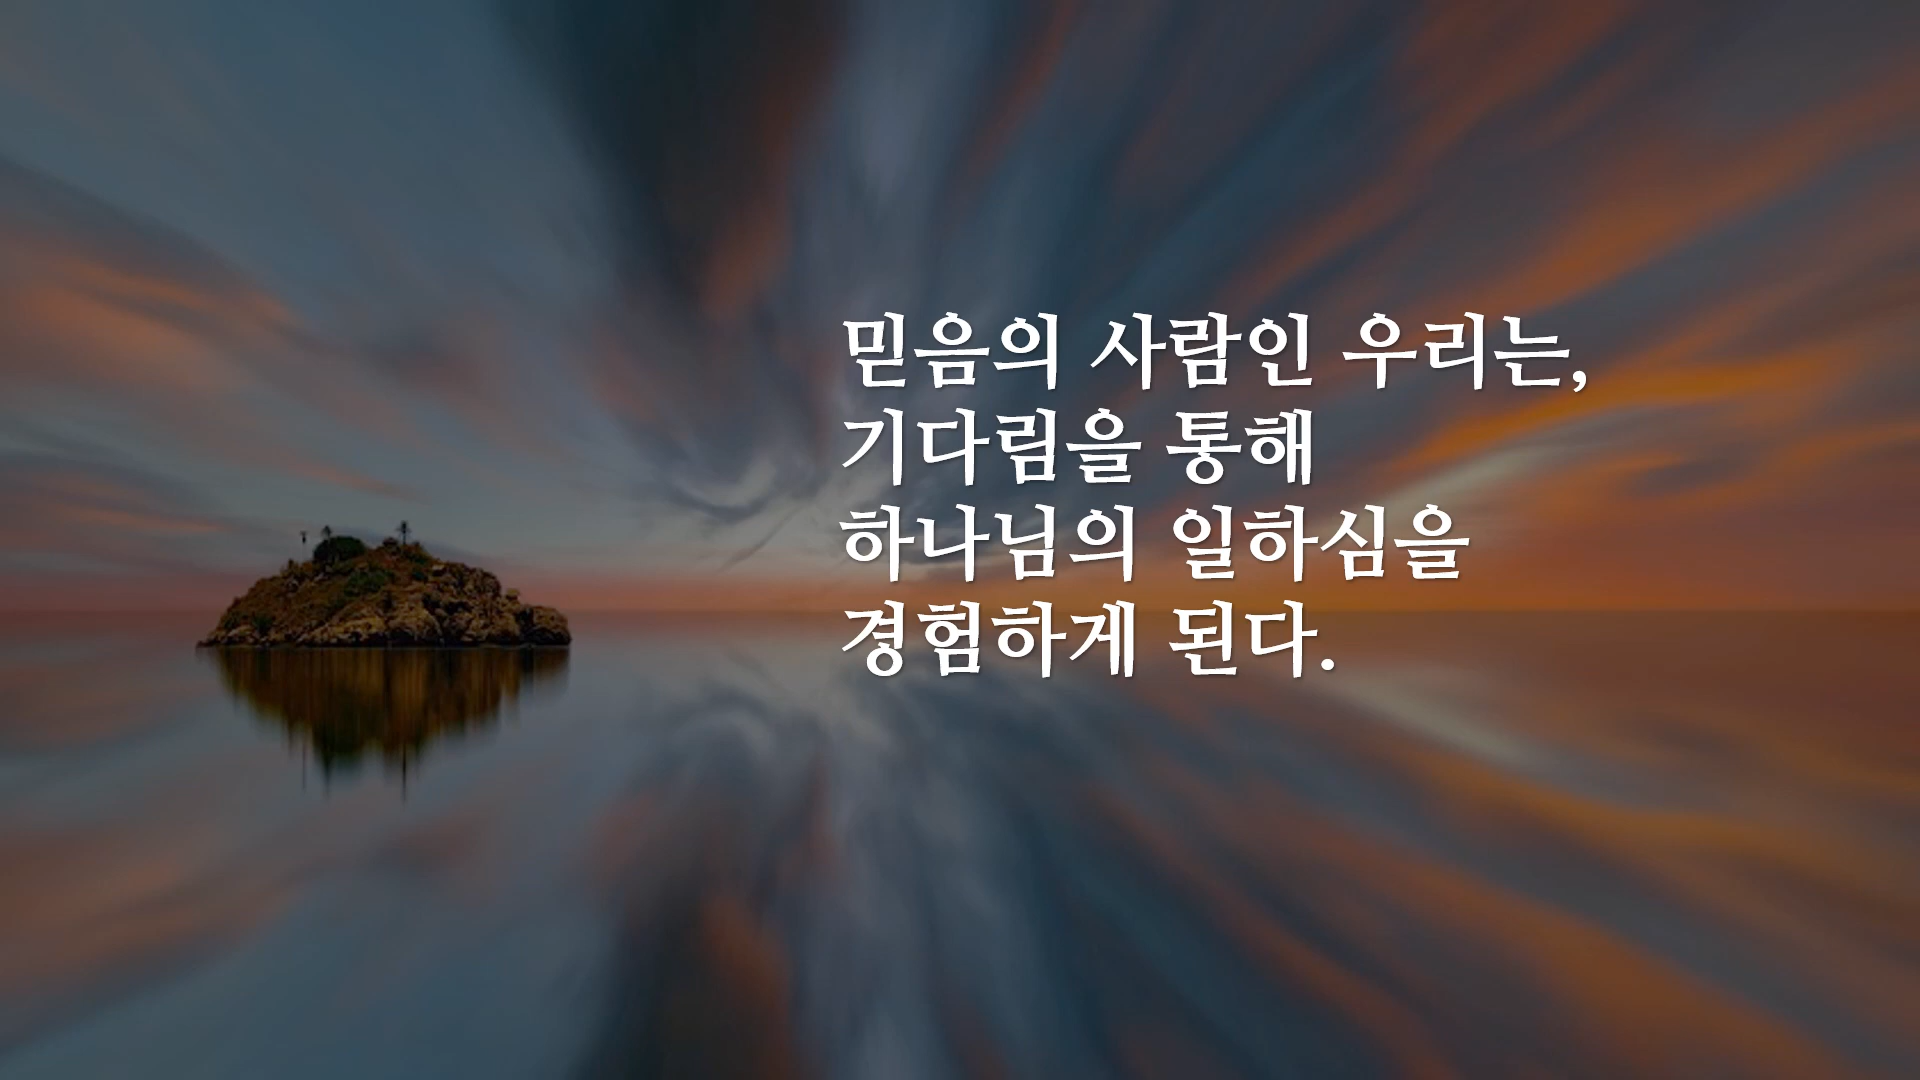 믿음의 사람인 우리는,
기다림을 통해
하나님의 일하심을
경험하게 된다.